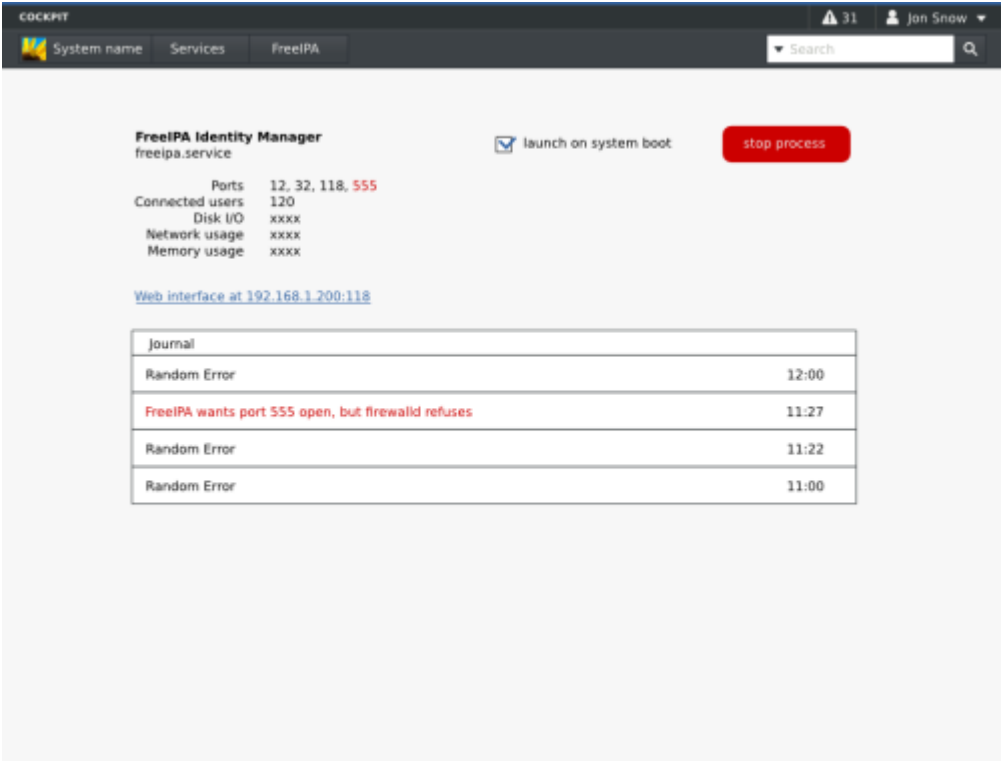 COCKPIT 31 Jon Snow
System name Services FreeIPA Search
FreeIPA Identity Manager
freeipa.service
launch on system boot
stop process
Ports 12, 32, 118, 555
Connected users 120
Disk I/O xxxx
Network usage xxxx
Memory usage xxxx
Web interface at 192.168.1.200:118
Journal
Random Error 12:00
FreeIPA wants port 555 open, but firewalld refuses 11:27
Random Error 11:22
Random Error 11:00